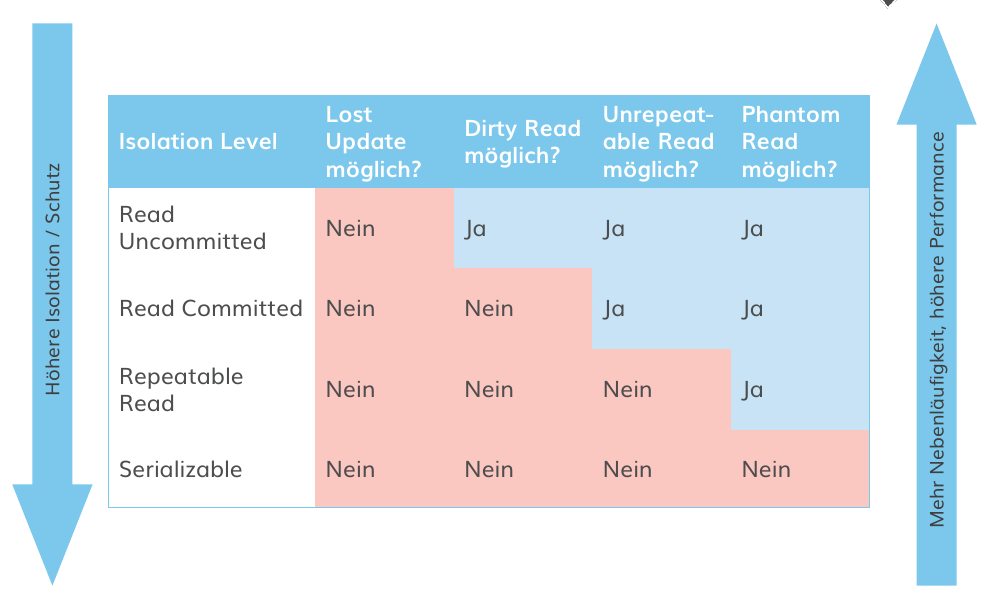 Höhere Isolation / Schutz
Isolation Level
Lost
Update
möglich?
Dirty Read
möglich?
Unrepeat-
able Read
möglich?
Phantom
Read
möglich?
Read
Uncommitted
Nein
Ja
Ja
Ja
Read Committed
Nein
Nein
Ja
Ja
Repeatable
Read
Nein
Nein
Nein
Ja
Serializable
Nein
Nein
Nein
Nein
Mehr Nebenläufigkeit, höhere Performance